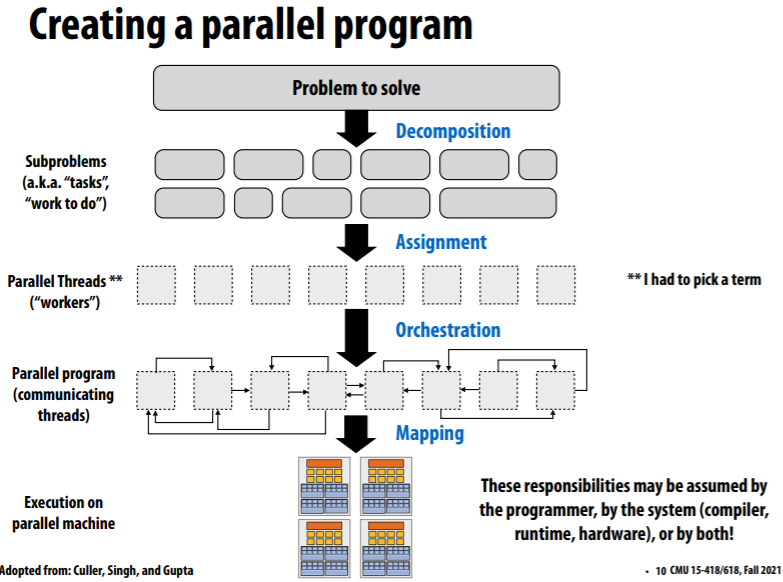 Creating a parallel program
Problem to solve
Decomposition
Subproblems
(a.k.a. “tasks”,
“work to do”)
Assignment
Parallel Threads **
(“workers”)
** I had to pick a term
Orchestration
Parallel program
(communicating
threads)
Mapping
Execution on
parallel machine
These responsibilities may be assumed by
the programmer, by the system (compiler,
runtime, hardware), or by both!
Adopted from: Culler, Singh, and Gupta
• 10 CMU 15-418/618, Fall 2021